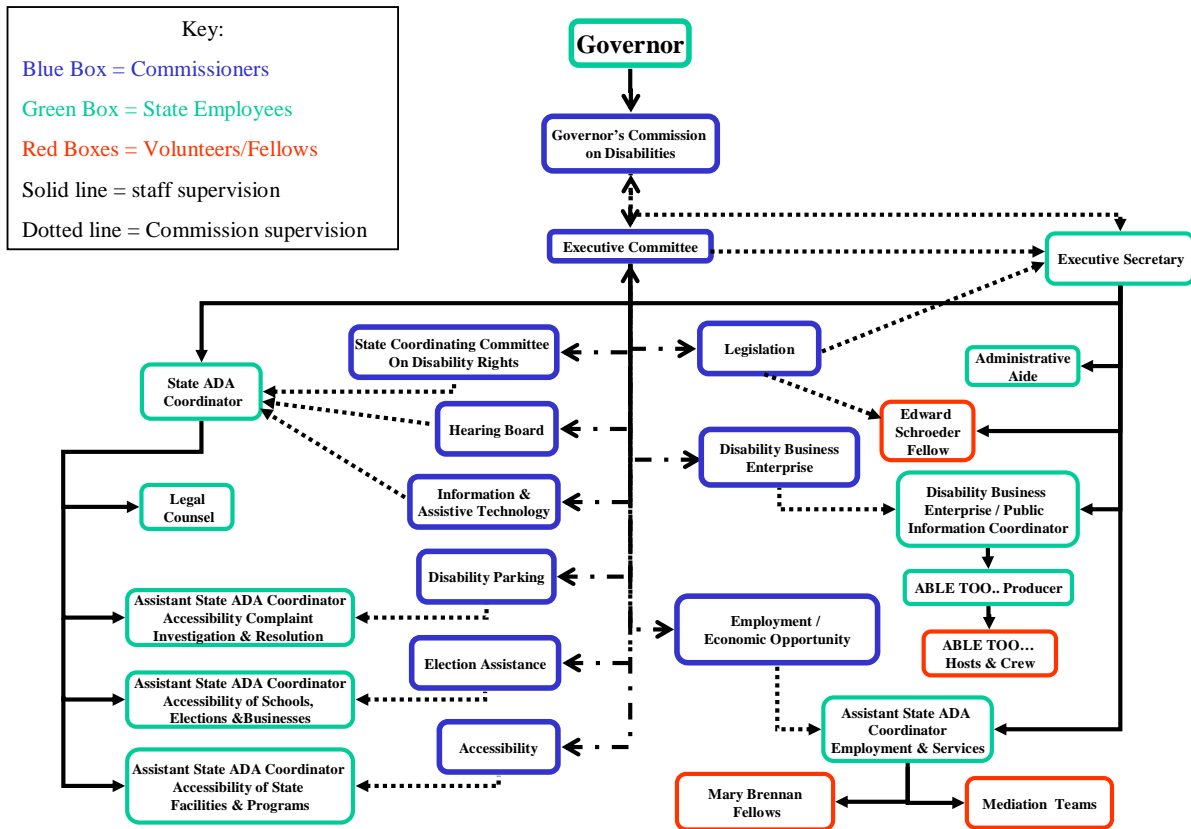 Key:
Blue Box = Commissioners
Green Box = State Employees
Red Boxes = Volunteers/Fellows
Solid line = staff supervision
Dotted line = Commission supervision
Governor
Governor's Commission
on Disabilities
Executive Committee
Executive Secretary
State Coordinating Committee
On Disability Rights
Legislation
Administrative
Aide
State ADA
Coordinator
Hearing Board
Edward
Schroeder
Fellow
Disability Business
Enterprise
Information &
Assistive Technology
Legal
Counsel
Disability Business
Enterprise / Public
Information Coordinator
Disability Parking
ABLE TOO.. Producer
Assistant State ADA Coordinator
Accessibility Complaint
Investigation & Resolution
Employment /
Economic Opportunity
ABLE TOO…
Hosts & Crew
Election Assistance
Assistant State ADA Coordinator
Accessibility of Schools,
Elections &Businesses
Assistant State ADA
Coordinator
Employment & Services
Accessibility
Assistant State ADA Coordinator
Accessibility of State
Facilities & Programs
Mary Brennan
Fellows
Mediation Teams